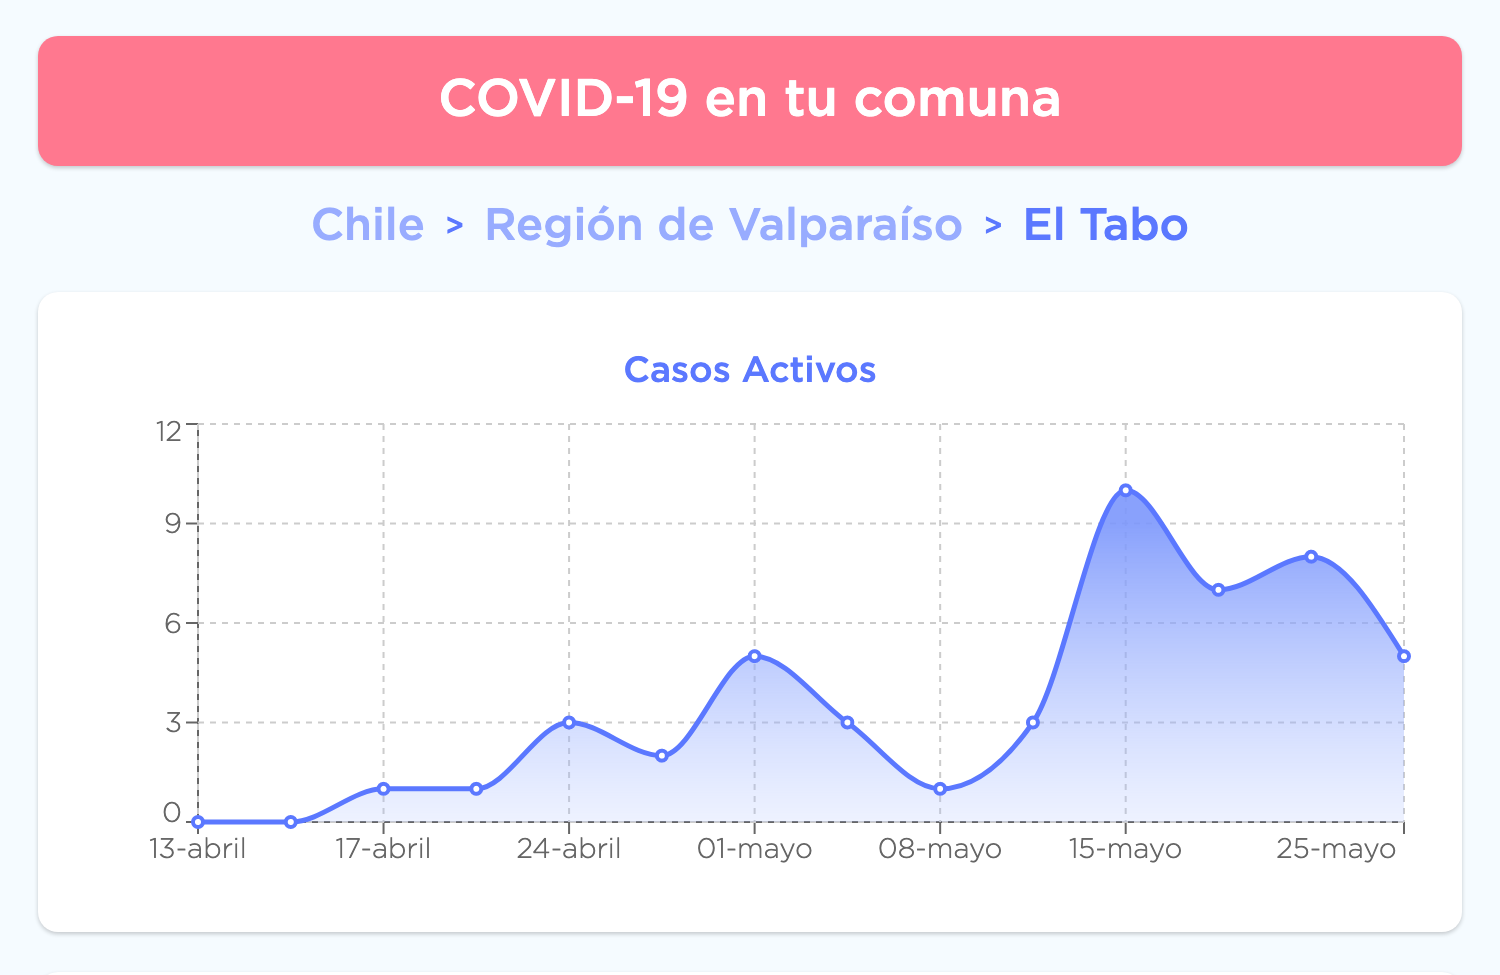 COVID-19 en tu comuna
Chile > Región de Valparaíso > El Tabo
Casos Activos
12
9
6
3
0
13-abril 17-abril 24-abril 01-mayo 08-mayo 15-mayo 25-mayo